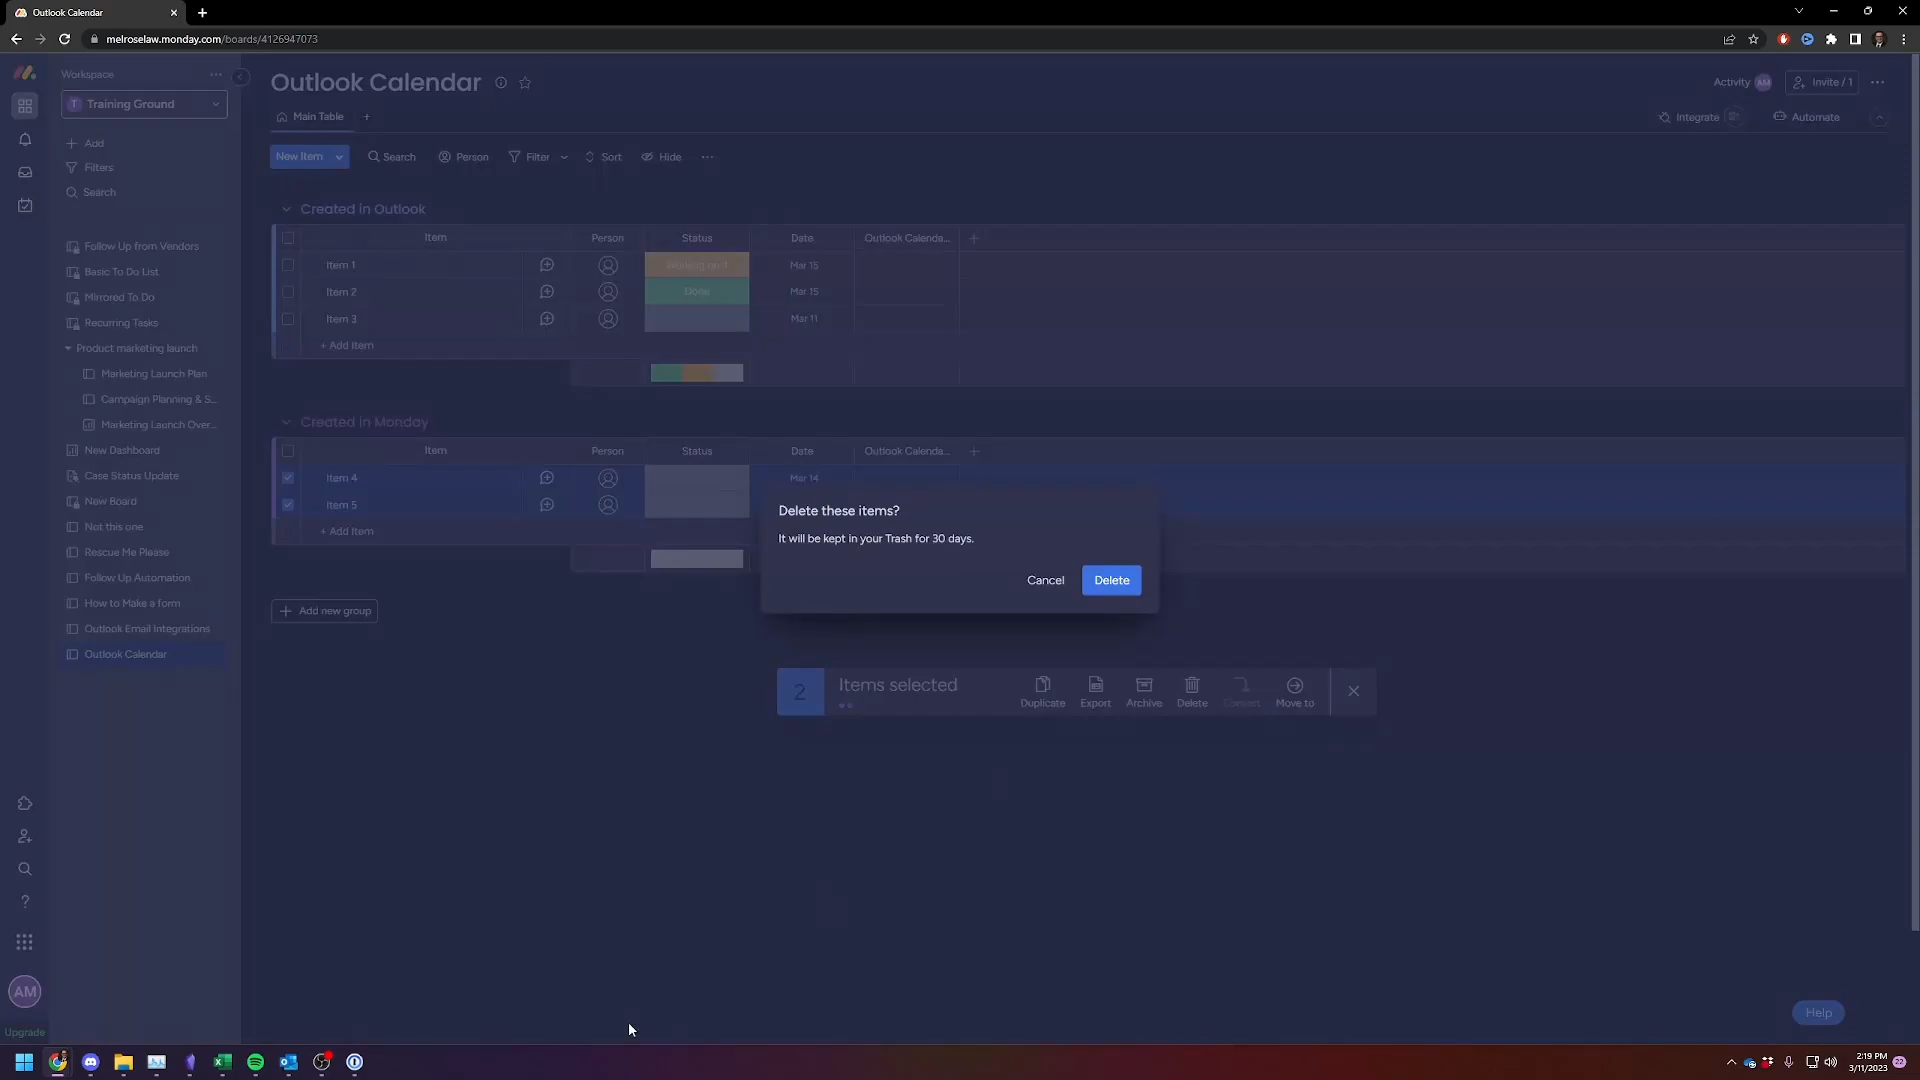 Outlook Calendar
melroselaw.monday.com/boards/4126947073
Workspace
T Training Ground
Add
Filters
Search
Follow Up from Vendors
Basic To Do List
Mirrored To Do
Recurring Tasks
Product marketing launch
Marketing Launch Plan
Campaign Planning & S...
Marketing Launch Over...
New Dashboard
Case Status Update
New Board
Not this one
Rescue Me Please
Follow Up Automation
How to Make a form
Outlook Email Integrations
Outlook Calendar
AM
Upgrade
Outlook Calendar
Activity AM Invite / 1
Main Table +
Integrate Automate
New Item Search Person Filter Sort Hide
Created in Outlook
Item Person Status Date Outlook Calenda...
Item 1 Working on it Mar 15
Item 2 Done Mar 15
Item 3 Mar 11
+ Add Item
Created in Monday
Item Person Status Date Outlook Calenda...
Item 4 Mar 14
Item 5
+ Add Item
Add new group
Delete these items?
It will be kept in your Trash for 30 days.
Cancel Delete
2 Items selected
Duplicate Export Archive Delete Convert Move to
Help
2:19 PM
3/11/2023
22